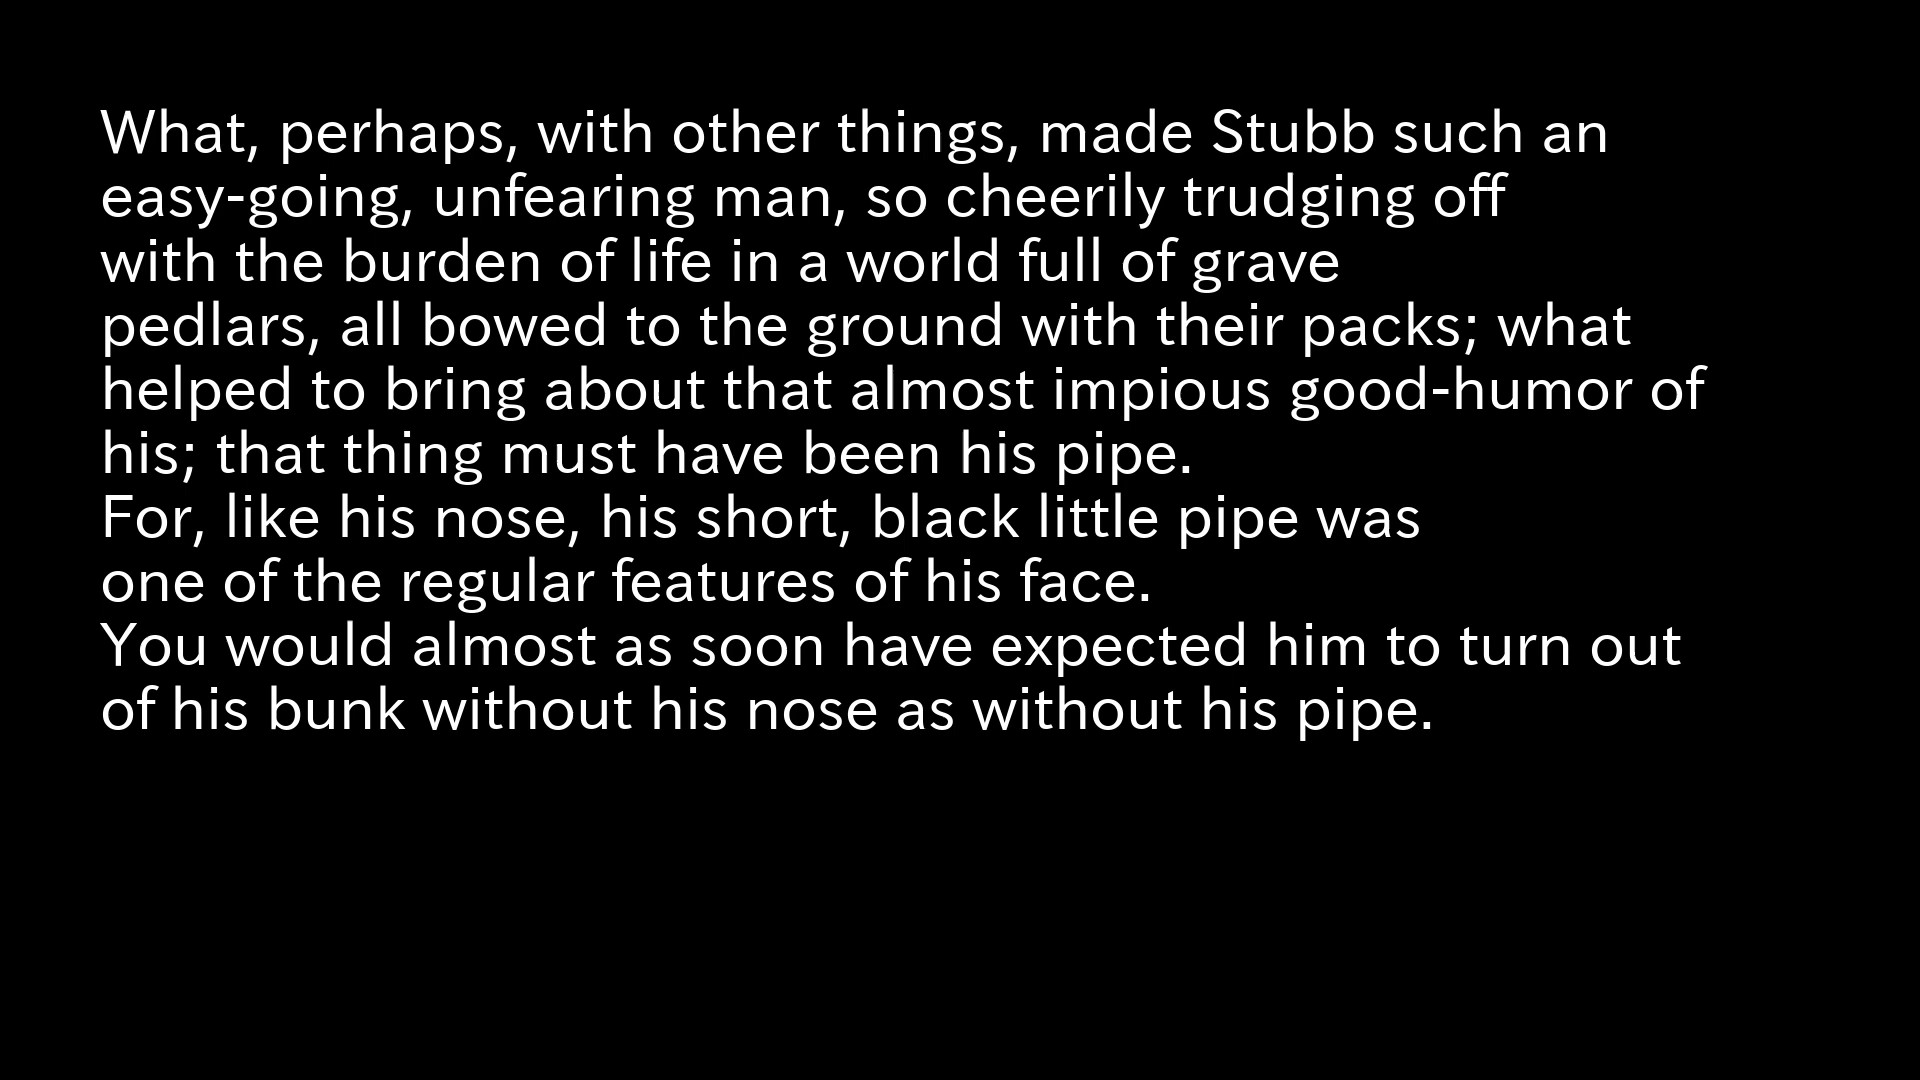 What, perhaps, with other things, made Stubb such an
easy-going, unfearing man, so cheerily trudging off
with the burden of life in a world full of grave
pedlars, all bowed to the ground with their packs; what
helped to bring about that almost impious good-humor of
his; that thing must have been his pipe.
For, like his nose, his short, black little pipe was
one of the regular features of his face.
You would almost as soon have expected him to turn out
of his bunk without his nose as without his pipe.